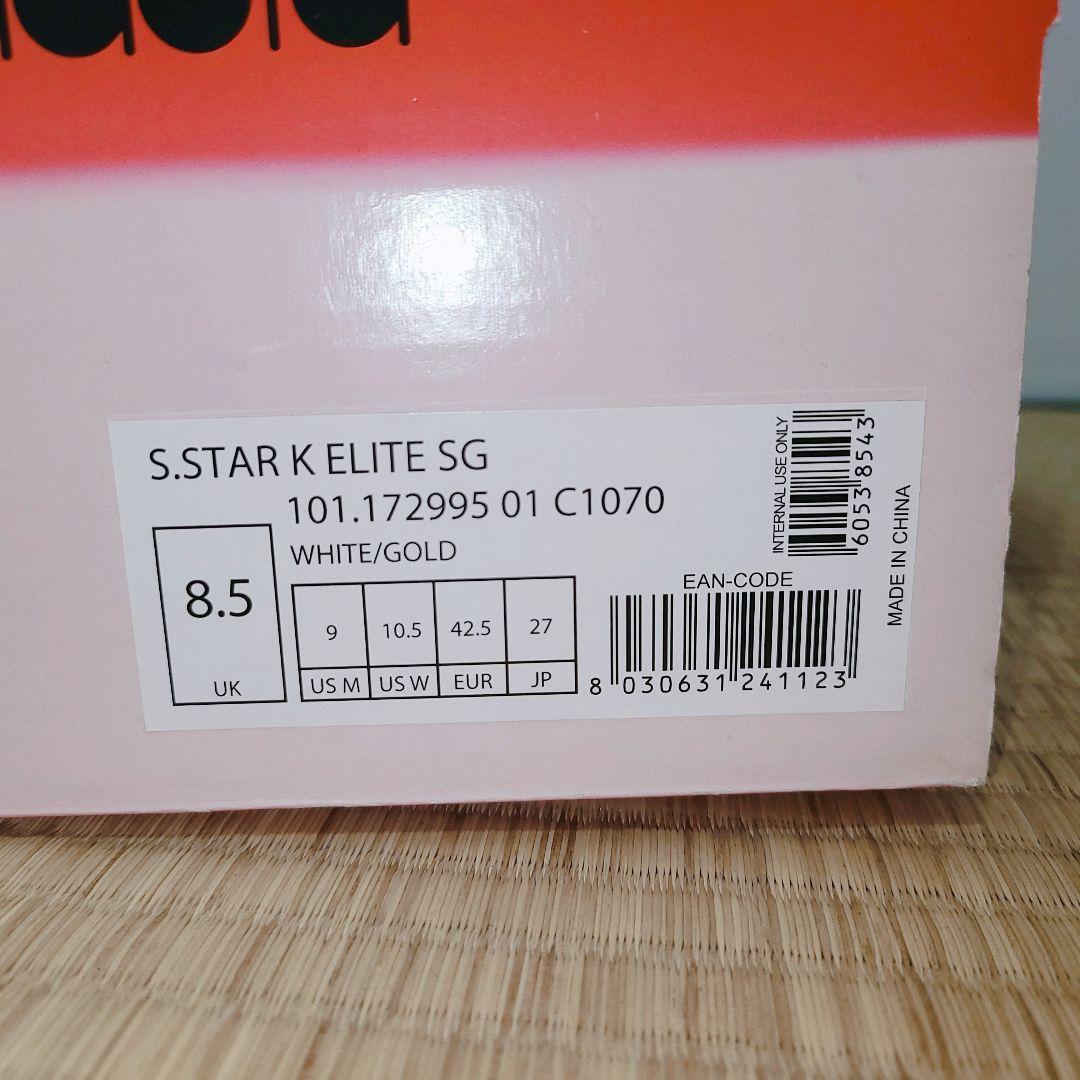 S.STAR K ELITE SG
101.172995 01 C1070
WHITE/GOLD
8.5
UK
9 10.5 42.5 27
US M US W EUR JP
EAN-CODE
8 030631 241123
INTERNAL USE ONLY
6053 8543
MADE IN CHINA